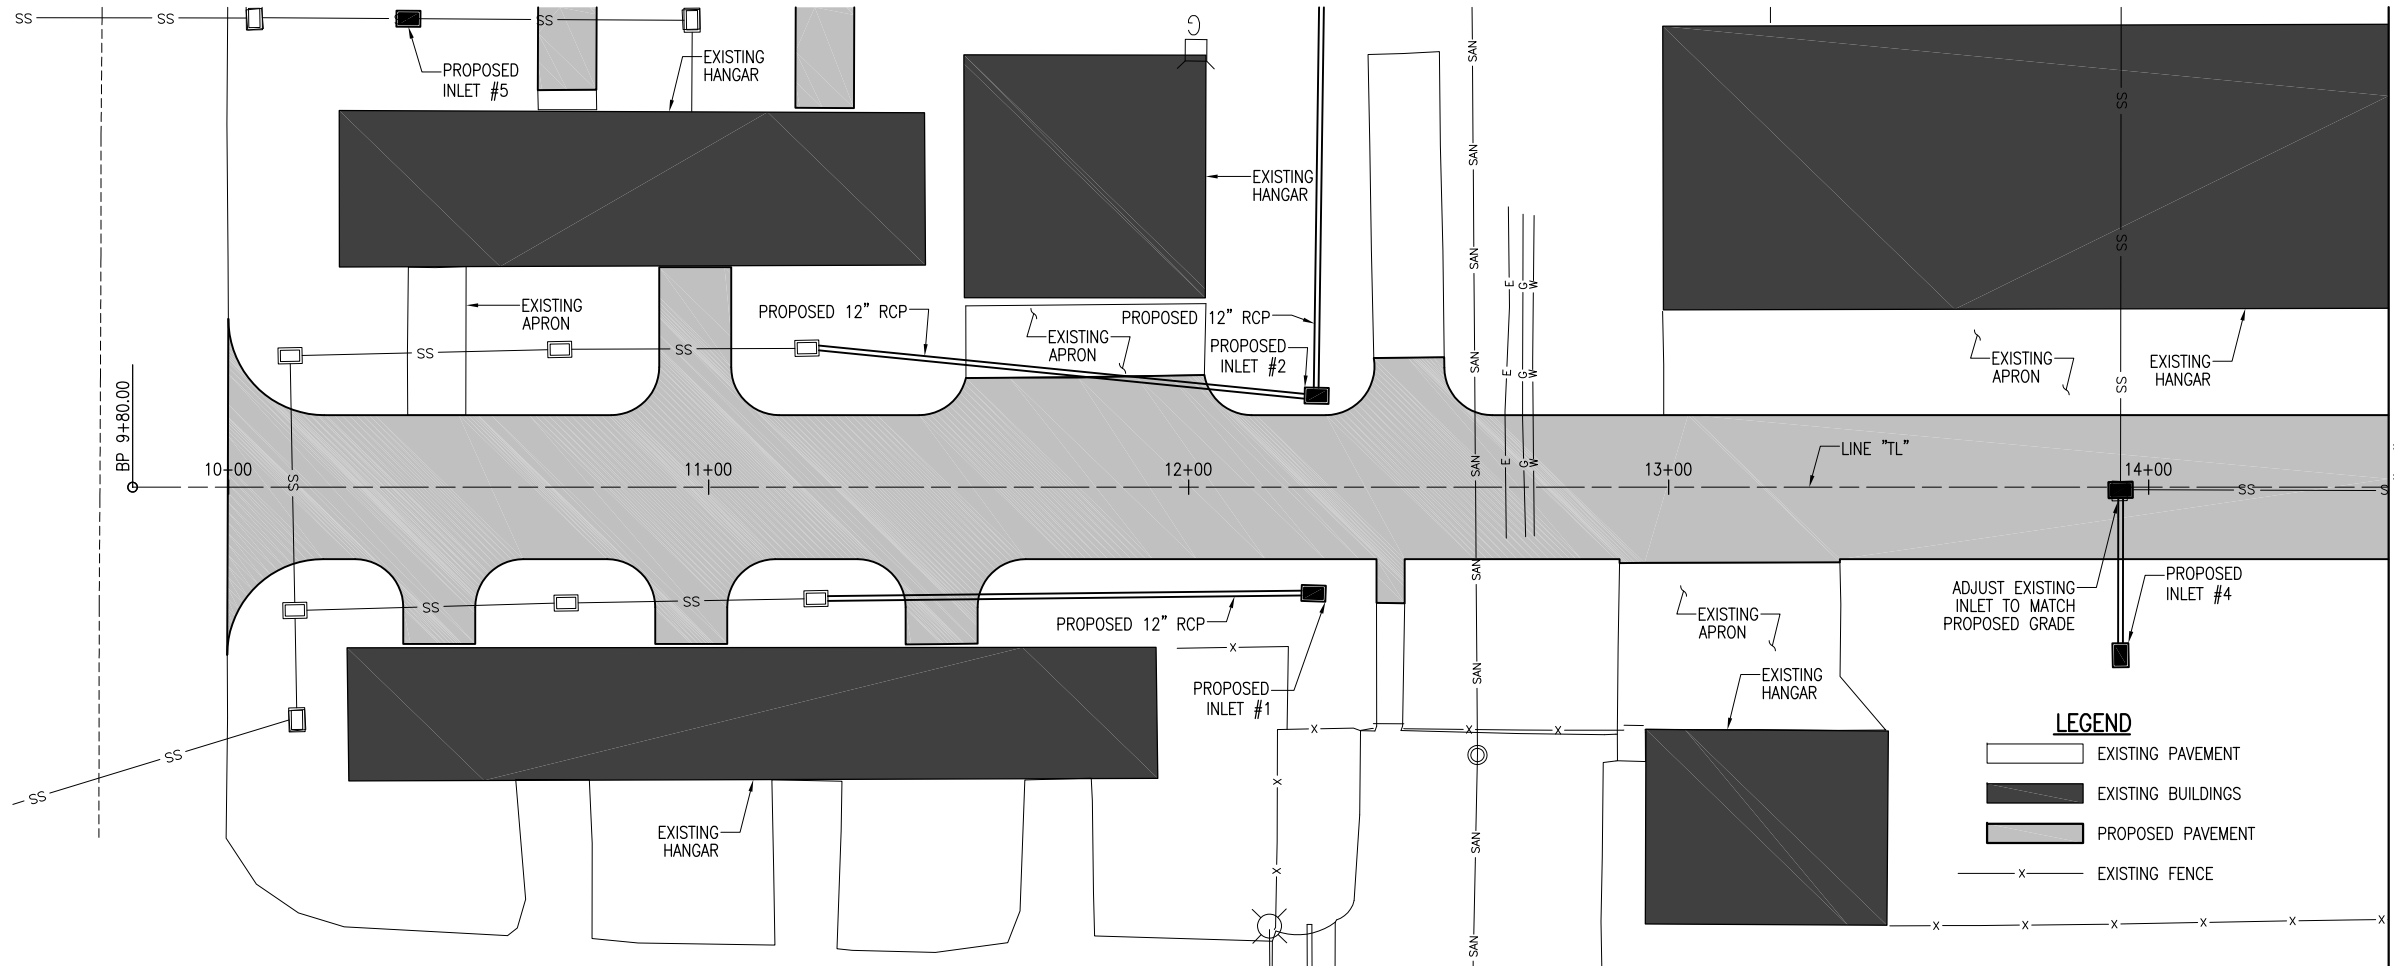 SS
SS
SS
PROPOSED
INLET #5
EXISTING
HANGAR
G
SAN
SS
EXISTING
HANGAR
SAN
SAN
SS
EXISTING
APRON
PROPOSED 12" RCP
PROPOSED 12" RCP
E
G
W
SS
SS
EXISTING
APRON
PROPOSED
INLET #2
SAN
EXISTING
APRON
EXISTING
HANGAR
E
G
W
SS
BP 9+80.00
10+00
11+00
12+00
13+00
14+00
LINE "TL"
SS
SAN
E
G
W
SS
S
SAN
SS
SS
PROPOSED 12" RCP
EXISTING
APRON
ADJUST EXISTING
INLET TO MATCH
PROPOSED GRADE
PROPOSED
INLET #4
X
PROPOSED
INLET #1
SAN
EXISTING
HANGAR
X
X
X
SS
SS
LEGEND
EXISTING PAVEMENT
EXISTING BUILDINGS
PROPOSED PAVEMENT
X
EXISTING FENCE
EXISTING
HANGAR
X
SAN
X
SAN
X
X
X
X
X
X